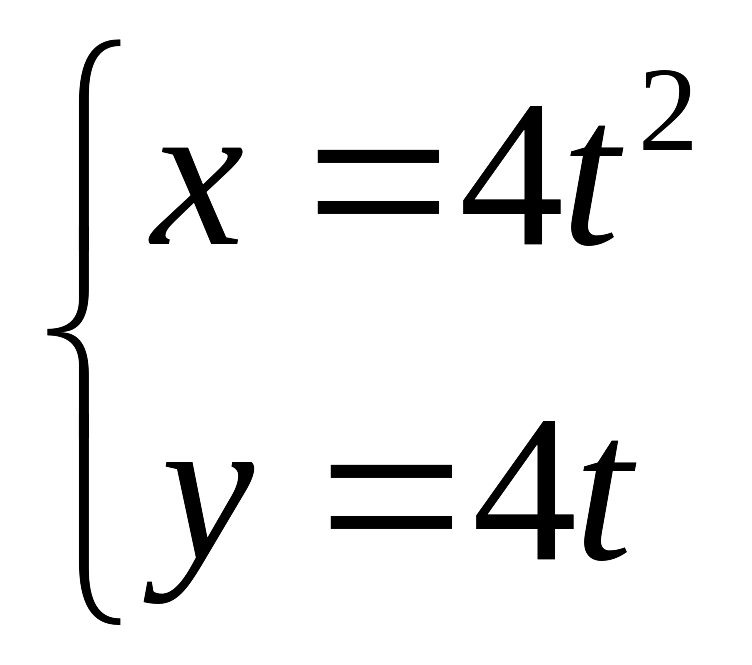 x = 4t²
y = 4t